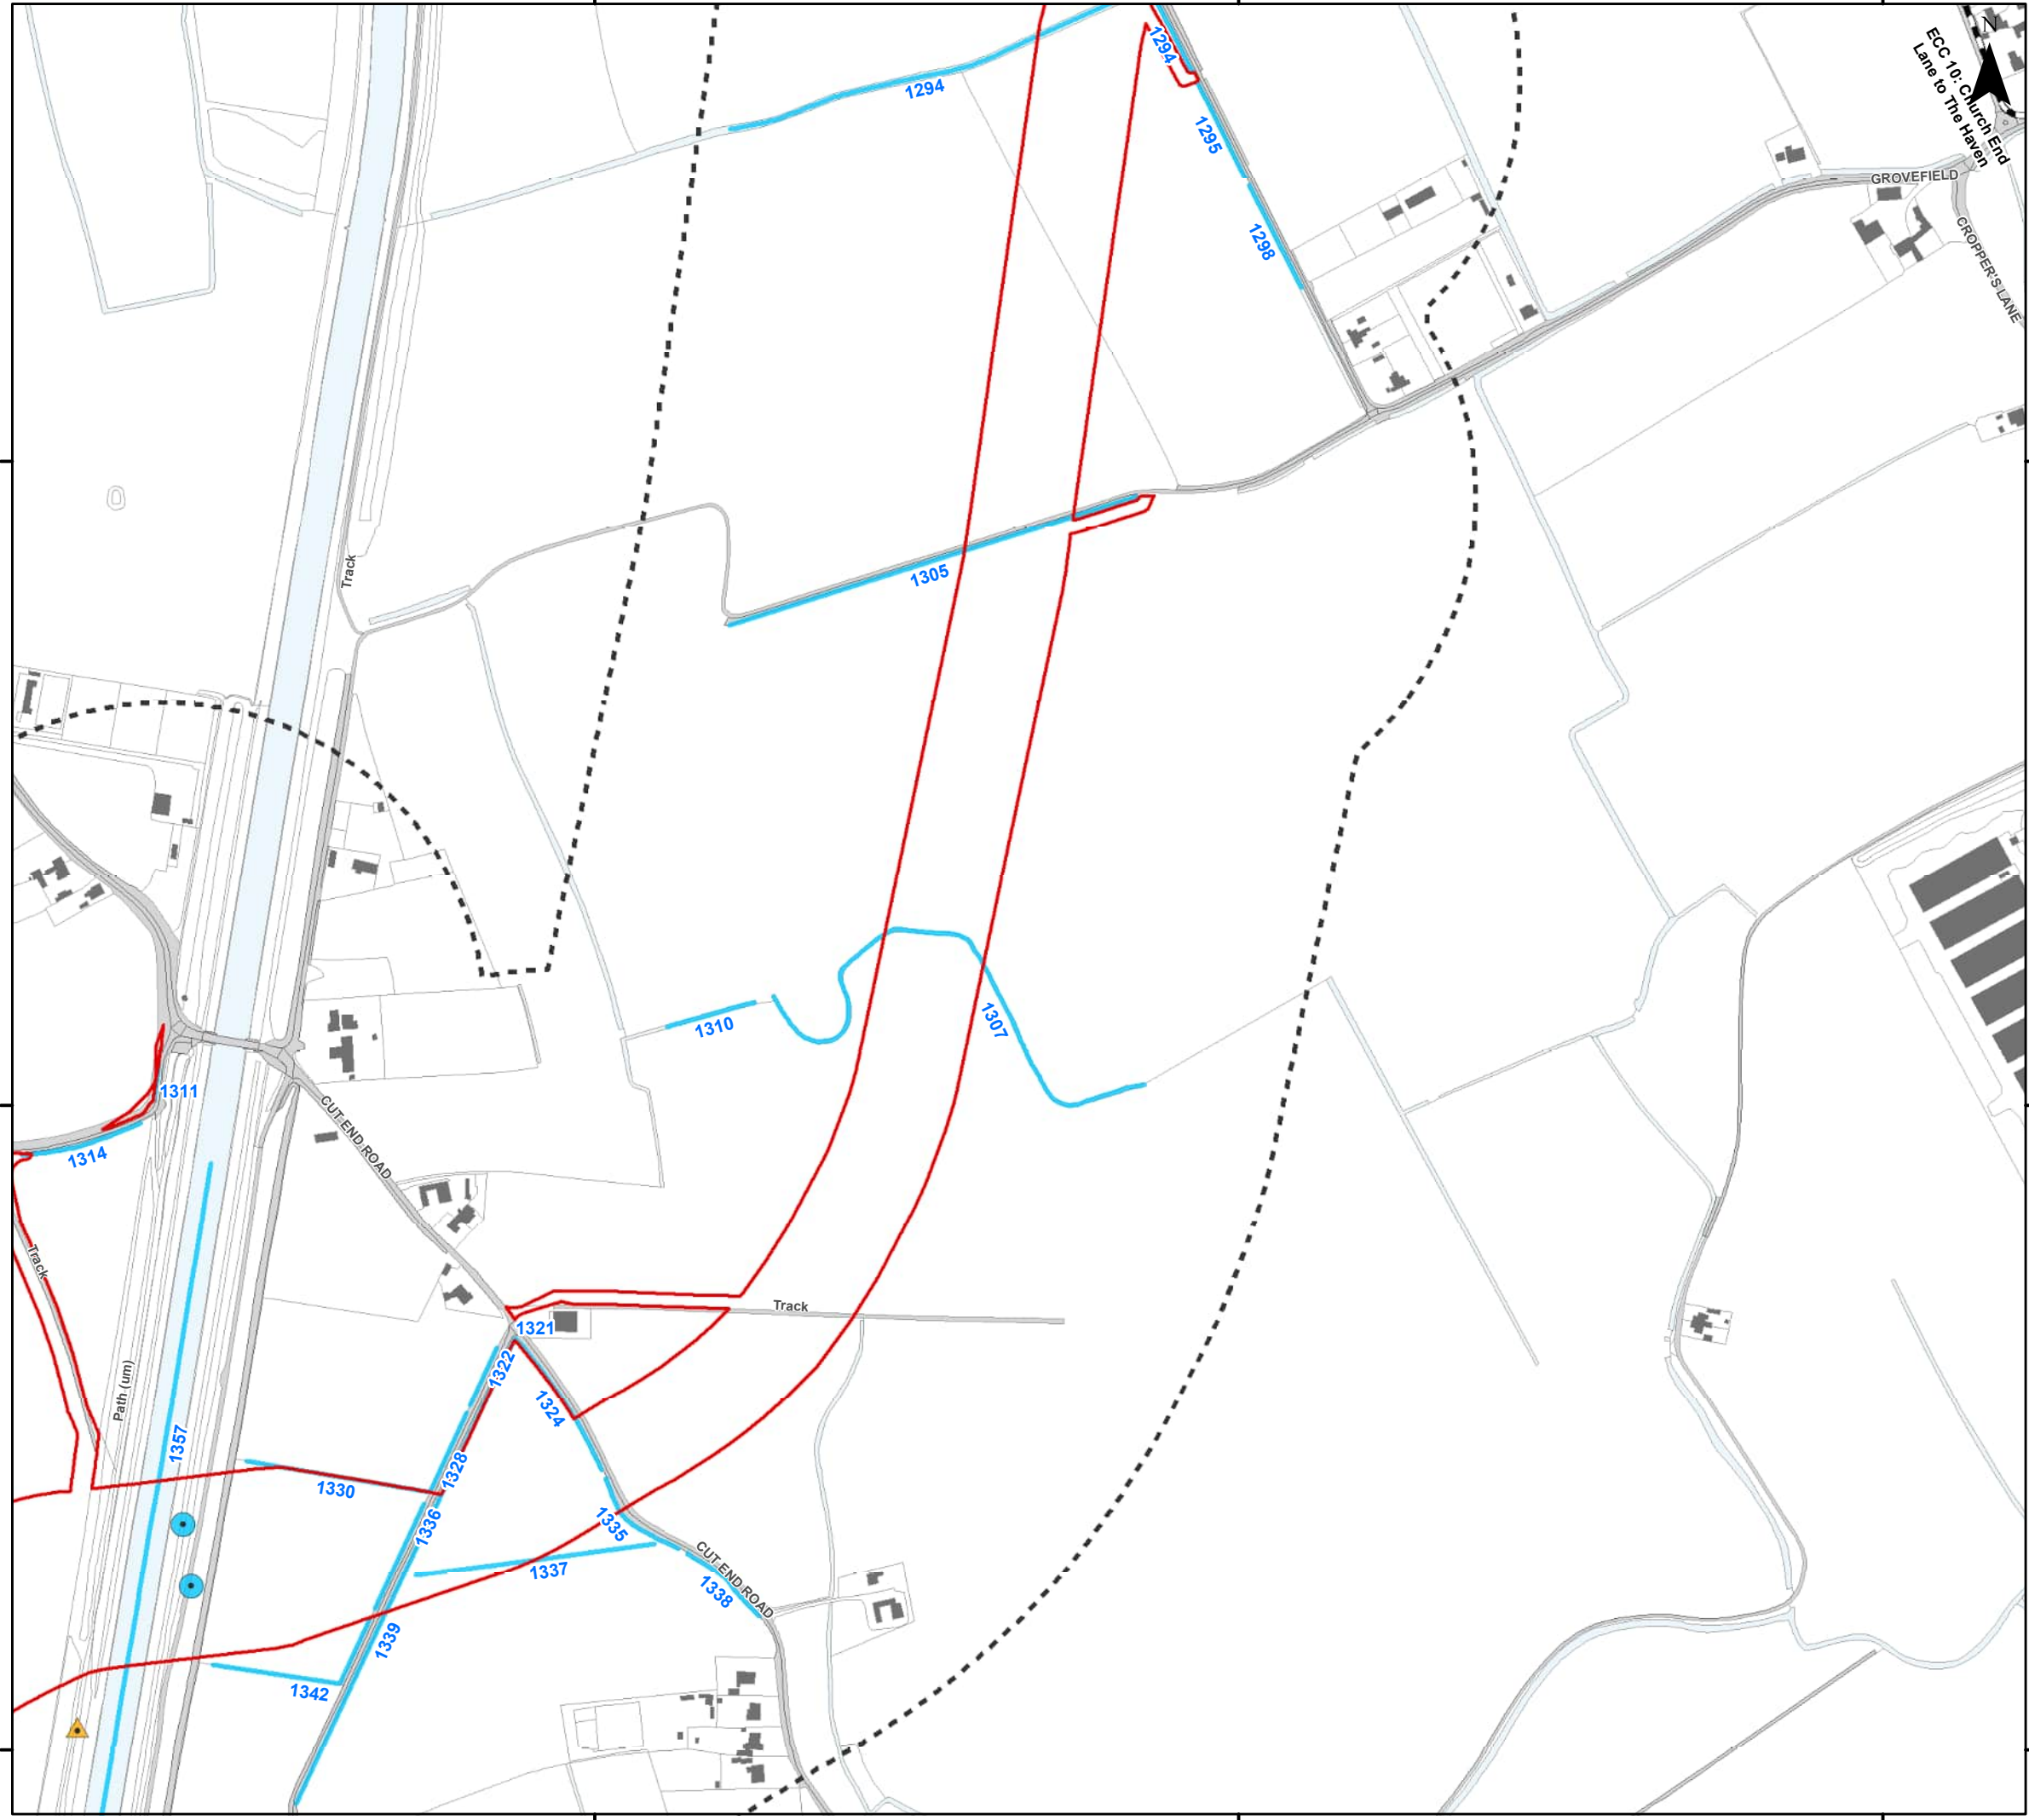 N
ECC 10: Church End
Lane to The Haven
1294
1294
1295
GROVEFIELD
CROPPER'S LANE
1298
Track
1305
1310
1307
1311
CUT END ROAD
1314
Track
Track
1321
1322
1324
Path (um)
1357
1328
1330
1336
1335
CUT END ROAD
1337
1338
1339
1342